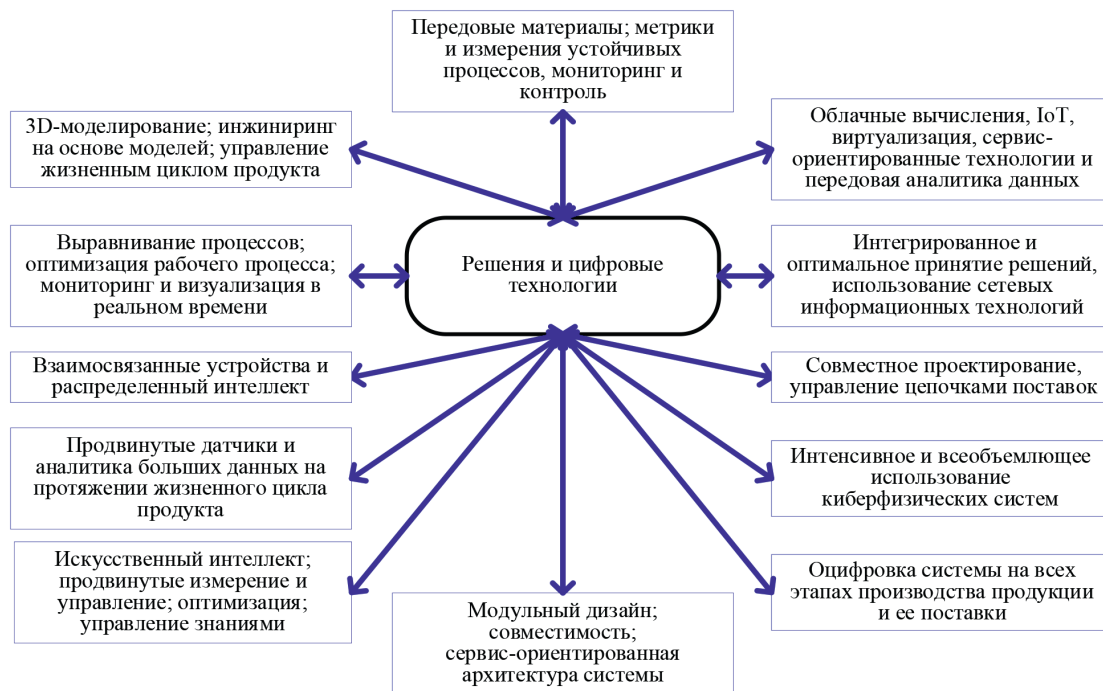 Передовые материалы; метрики
и измерения устойчивых
процессов, мониторинг и
контроль
3D-моделирование; инжиниринг
на основе моделей; управление
жизненным циклом продукта
Облачные вычисления, IoT,
виртуализация, сервис-
ориентированные технологии и
передовая аналитика данных
Выравнивание процессов;
оптимизация рабочего процесса;
мониторинг и визуализация в
реальном времени
Решения и цифровые
технологии
Интегрированное и
оптимальное принятие решений,
использование сетевых
информационных технологий
Взаимосвязанные устройства и
распределенный интеллект
Совместное проектирование,
управление цепочками поставок
Продвинутые датчики и
аналитика больших данных на
протяжении жизненного цикла
продукта
Интенсивное и всеобъемлющее
использование
киберфизических систем
Искусственный интеллект;
продвинутые измерение и
управление; оптимизация;
управление знаниями
Модульный дизайн;
совместимость;
сервис-ориентированная
архитектура системы
Оцифровка системы на всех
этапах производства продукции
и ее поставки